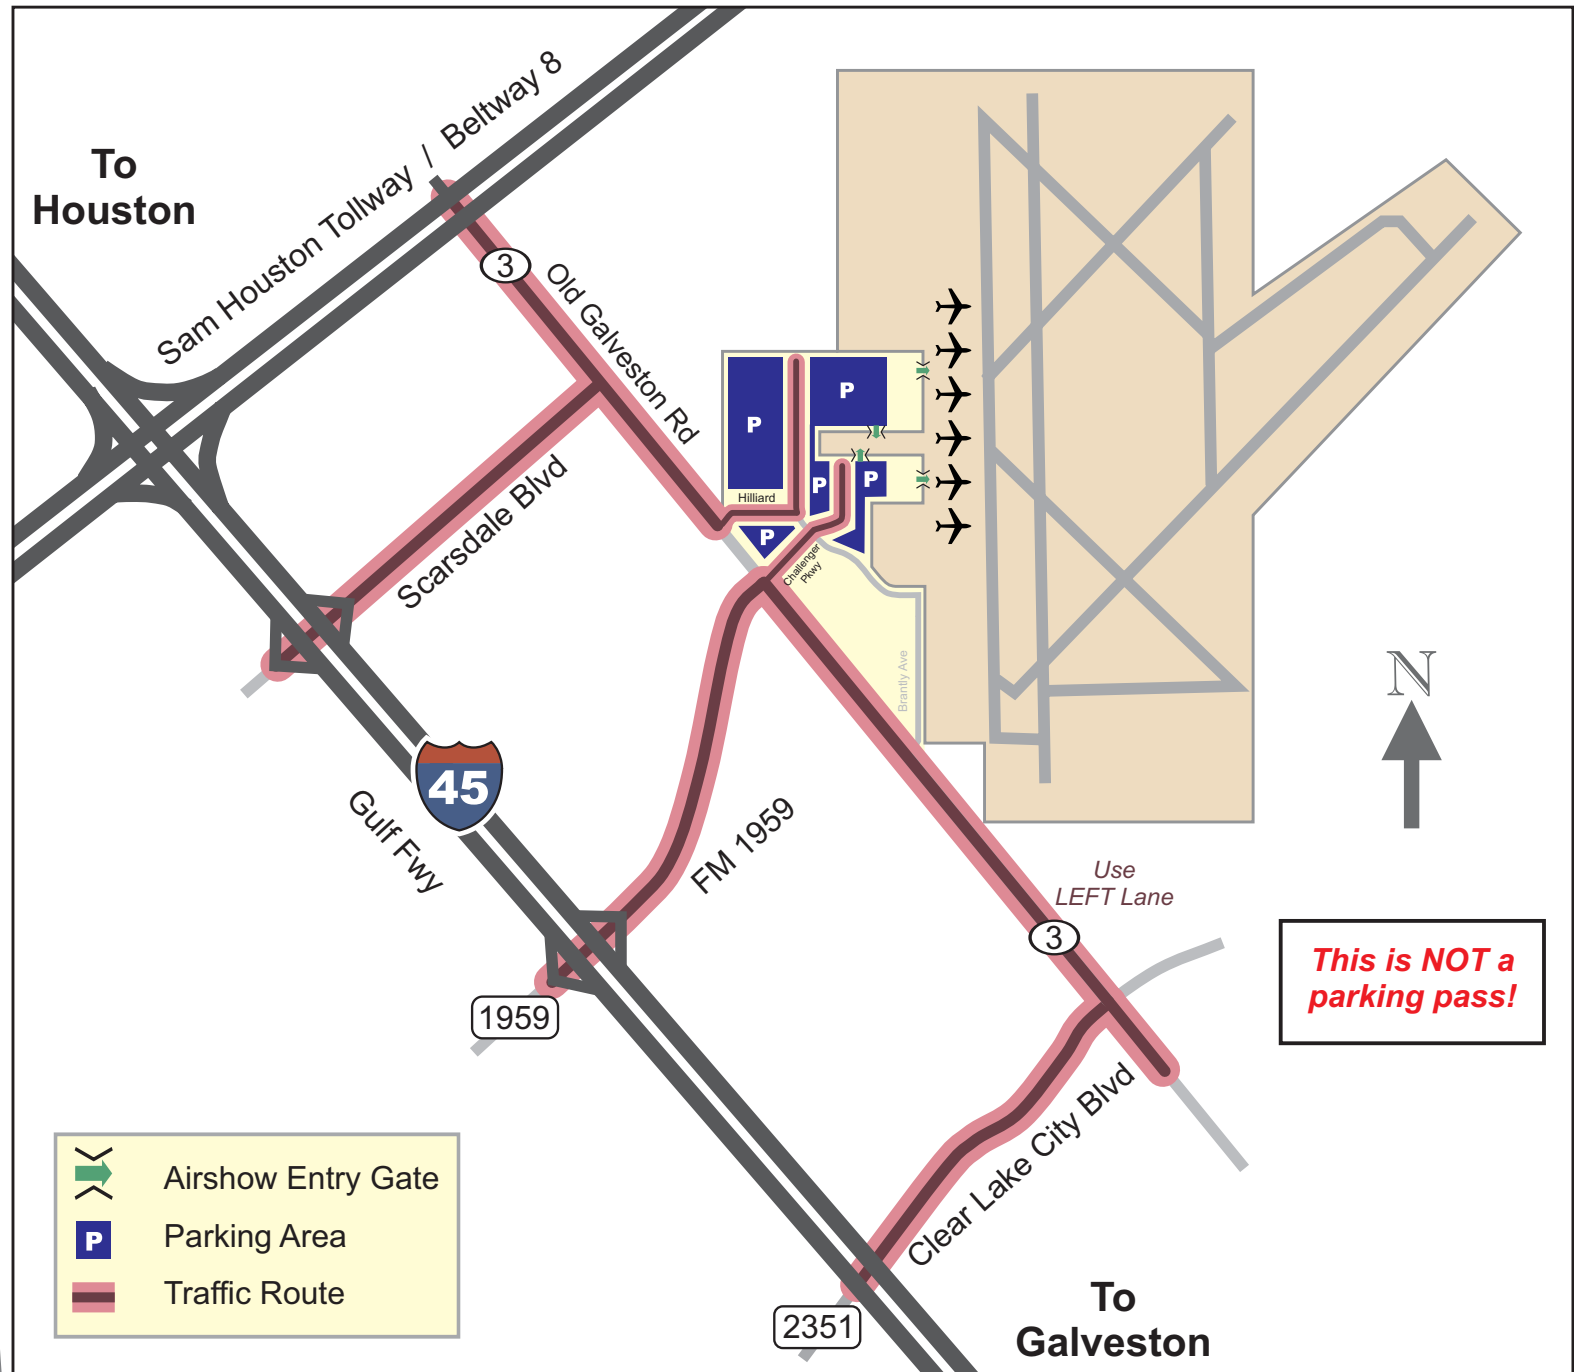 To
Houston
Sam Houston Tollway / Beltway 8
3
Old Galveston Rd
P
P
P
P
Hilliard
P
Challenger
Pkwy
Scarsdale Blvd
Brantly Ave
N
45
Gulf Fwy
FM 1959
Use
LEFT Lane
3
This is NOT a
parking pass!
1959
Clear Lake City Blvd
Airshow Entry Gate
P Parking Area
Traffic Route
2351
To
Galveston